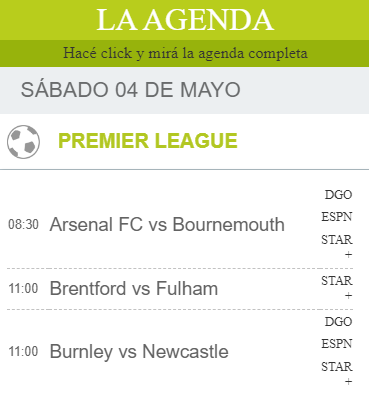 LA AGENDA
Hacé click y mirá la agenda completa
SÁBADO 04 DE MAYO
PREMIER LEAGUE
08:30 Arsenal FC vs Bournemouth DGO
ESPN
STAR
+
11:00 Brentford vs Fulham STAR
+
11:00 Burnley vs Newcastle DGO
ESPN
STAR
+